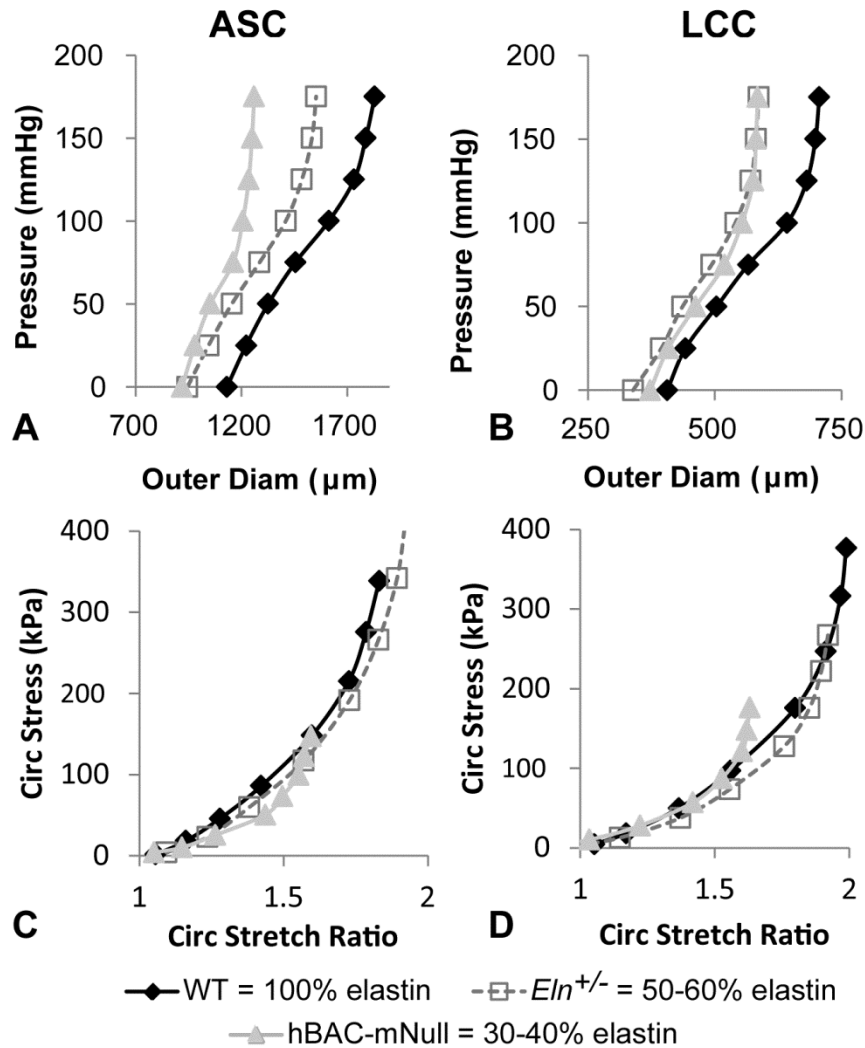 ASC
LCC
200
150
100
50
0
Pressure (mmHg)
700 1200 1700
A
Outer Diam (µm)
200
150
100
50
0
Pressure (mmHg)
250 500 750
B
Outer Diam (µm)
400
300
200
100
0
Circ Stress (kPa)
1 1.5 2
C
Circ Stretch Ratio
400
300
200
100
0
Circ Stress (kPa)
1 1.5 2
D
Circ Stretch Ratio
WT = 100% elastin
Eln+/- = 50-60% elastin
hBAC-mNull = 30-40% elastin